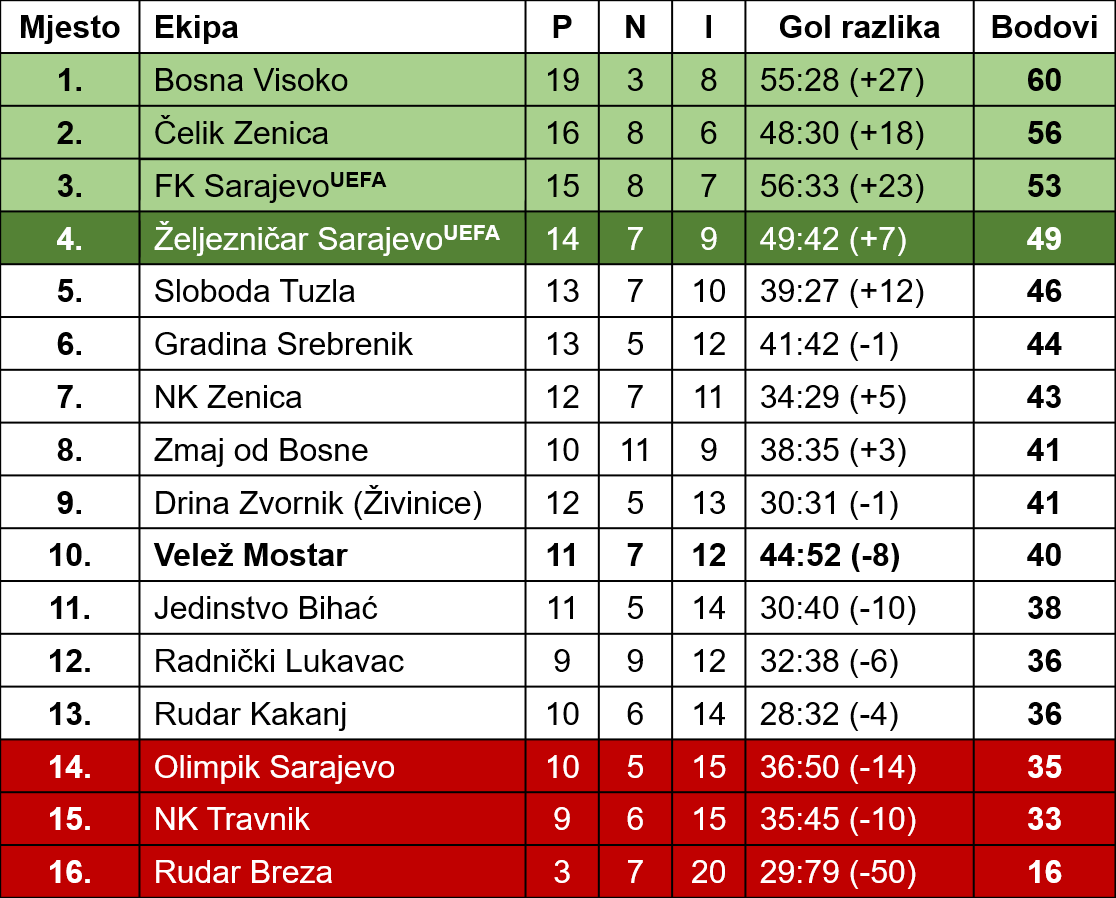 Mjesto Ekipa P N I Gol razlika Bodovi
1. Bosna Visoko 19 3 8 55:28 (+27) 60
2. Čelik Zenica 16 8 6 48:30 (+18) 56
3. FK SarajevoUEFA 15 8 7 56:33 (+23) 53
4. Željezničar SarajevoUEFA 14 7 9 49:42 (+7) 49
5. Sloboda Tuzla 13 7 10 39:27 (+12) 46
6. Gradina Srebrenik 13 5 12 41:42 (-1) 44
7. NK Zenica 12 7 11 34:29 (+5) 43
8. Zmaj od Bosne 10 11 9 38:35 (+3) 41
9. Drina Zvornik (Živinice) 12 5 13 30:31 (-1) 41
10. Velež Mostar 11 7 12 44:52 (-8) 40
11. Jedinstvo Bihać 11 5 14 30:40 (-10) 38
12. Radnički Lukavac 9 9 12 32:38 (-6) 36
13. Rudar Kakanj 10 6 14 28:32 (-4) 36
14. Olimpik Sarajevo 10 5 15 36:50 (-14) 35
15. NK Travnik 9 6 15 35:45 (-10) 33
16. Rudar Breza 3 7 20 29:79 (-50) 16